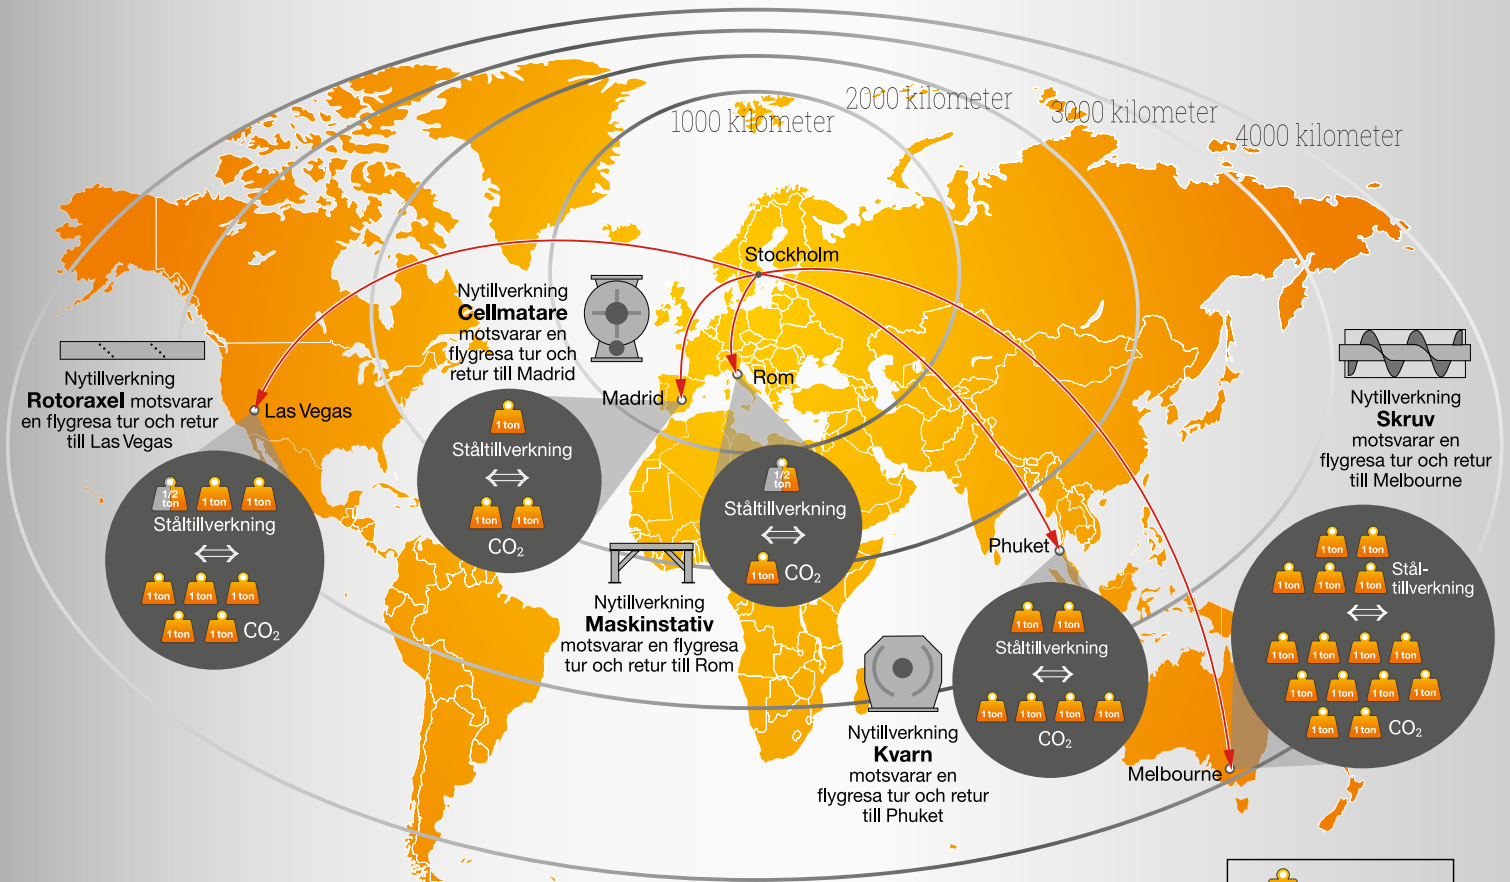 1000 kilometer
2000 kilometer
3000 kilometer
4000 kilometer
Stockholm
Nytillverkning
Cellmatare
motsvarar en
flygresa tur och
retur till Madrid
Nytillverkning
Rotoraxel motsvarar
en flygresa tur och retur
till Las Vegas
Las Vegas
Madrid
Rom
Nytillverkning
Skruv
motsvarar en
flygresa tur och retur
till Melbourne
1/2
ton
1 ton
1 ton
Ståltillverkning
1 ton
1 ton
1 ton
1 ton
1 ton
CO₂
1 ton
Ståltillverkning
1 ton
1 ton
CO₂
1/2
ton
Ståltillverkning
1 ton
CO₂
Nytillverkning
Maskinstativ
motsvarar en flygresa
tur och retur till Rom
Phuket
1 ton
1 ton
Ståltillverkning
1 ton
1 ton
1 ton
1 ton
CO₂
Nytillverkning
Kvarn
motsvarar en
flygresa tur och retur
till Phuket
Melbourne
1 ton
1 ton
1 ton
1 ton
1 ton
Stål-
tillverkning
1 ton
1 ton
1 ton
1 ton
1 ton
1 ton
1 ton
1 ton
1 ton
1 ton
CO₂